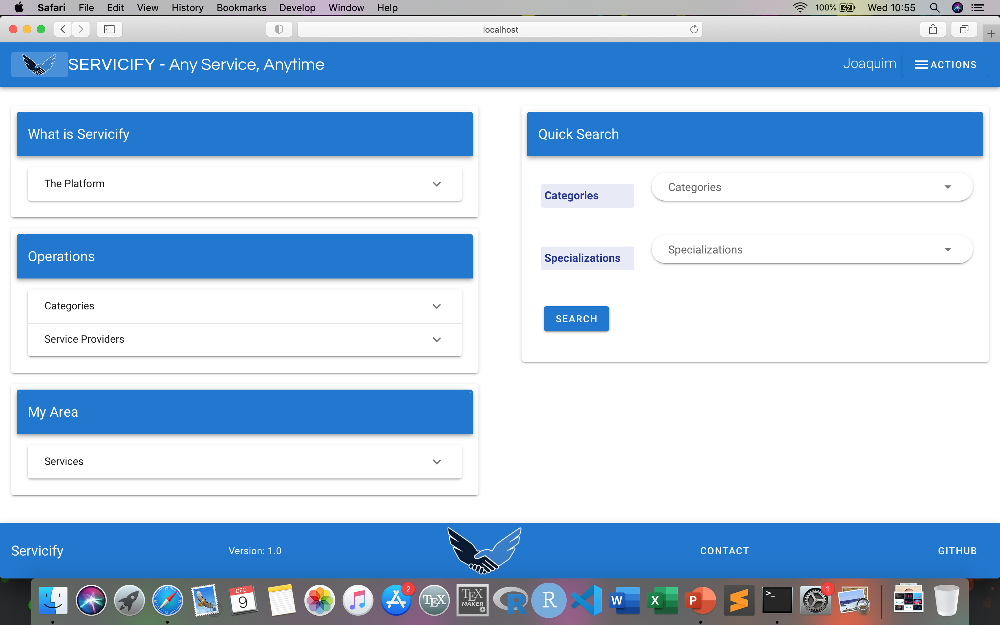 Safari File Edit View History Bookmarks Develop Window Help 100% Wed 10:55
localhost
SERVICIFY - Any Service, Anytime
Joaquim
ACTIONS
What is Servicify
The Platform
Operations
Categories
Service Providers
My Area
Services
Quick Search
Categories
Categories
Specializations
Specializations
SEARCH
Servicify
Version: 1.0
CONTACT
GITHUB
DEC
9
2
TEX
TEX
MAKER
R
R
W
X
P
>_
1